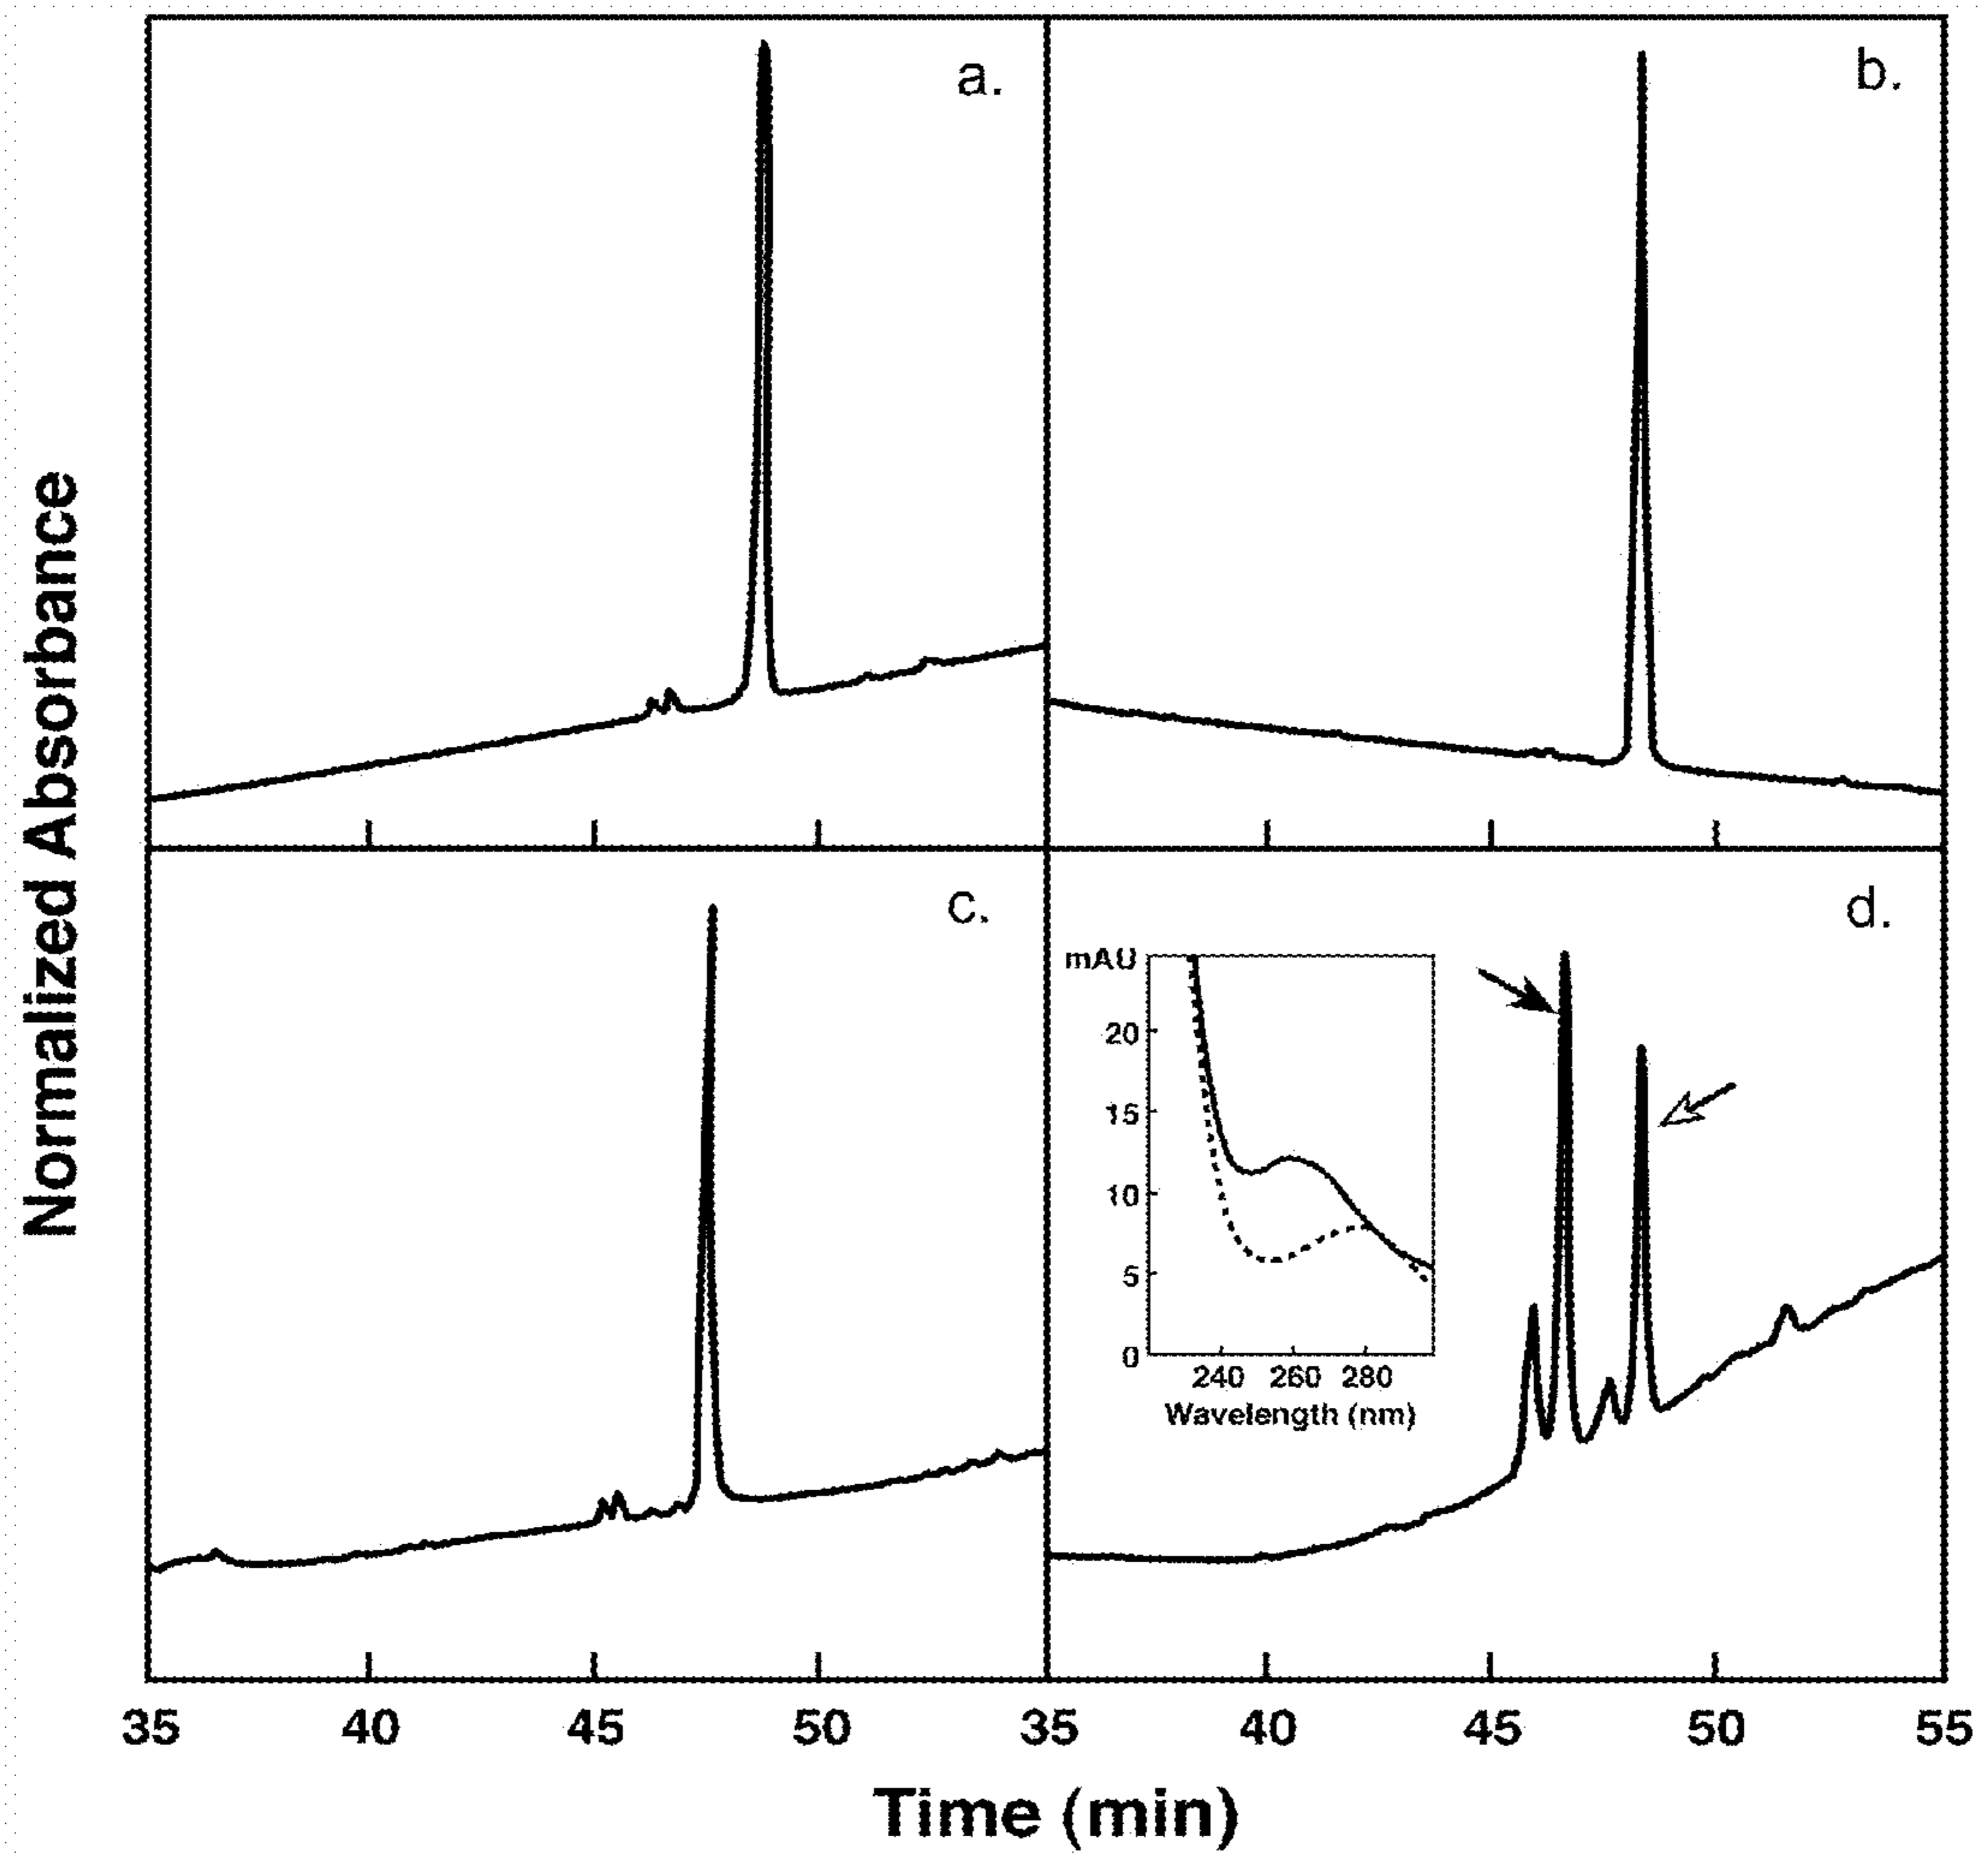 Normalized Absorbance
a.
b.
c.
d.
mAU
20
15
10
5
0
240 260 280
Wavelength (nm)
35 40 45 50 35 40 45 50 55
Time (min)